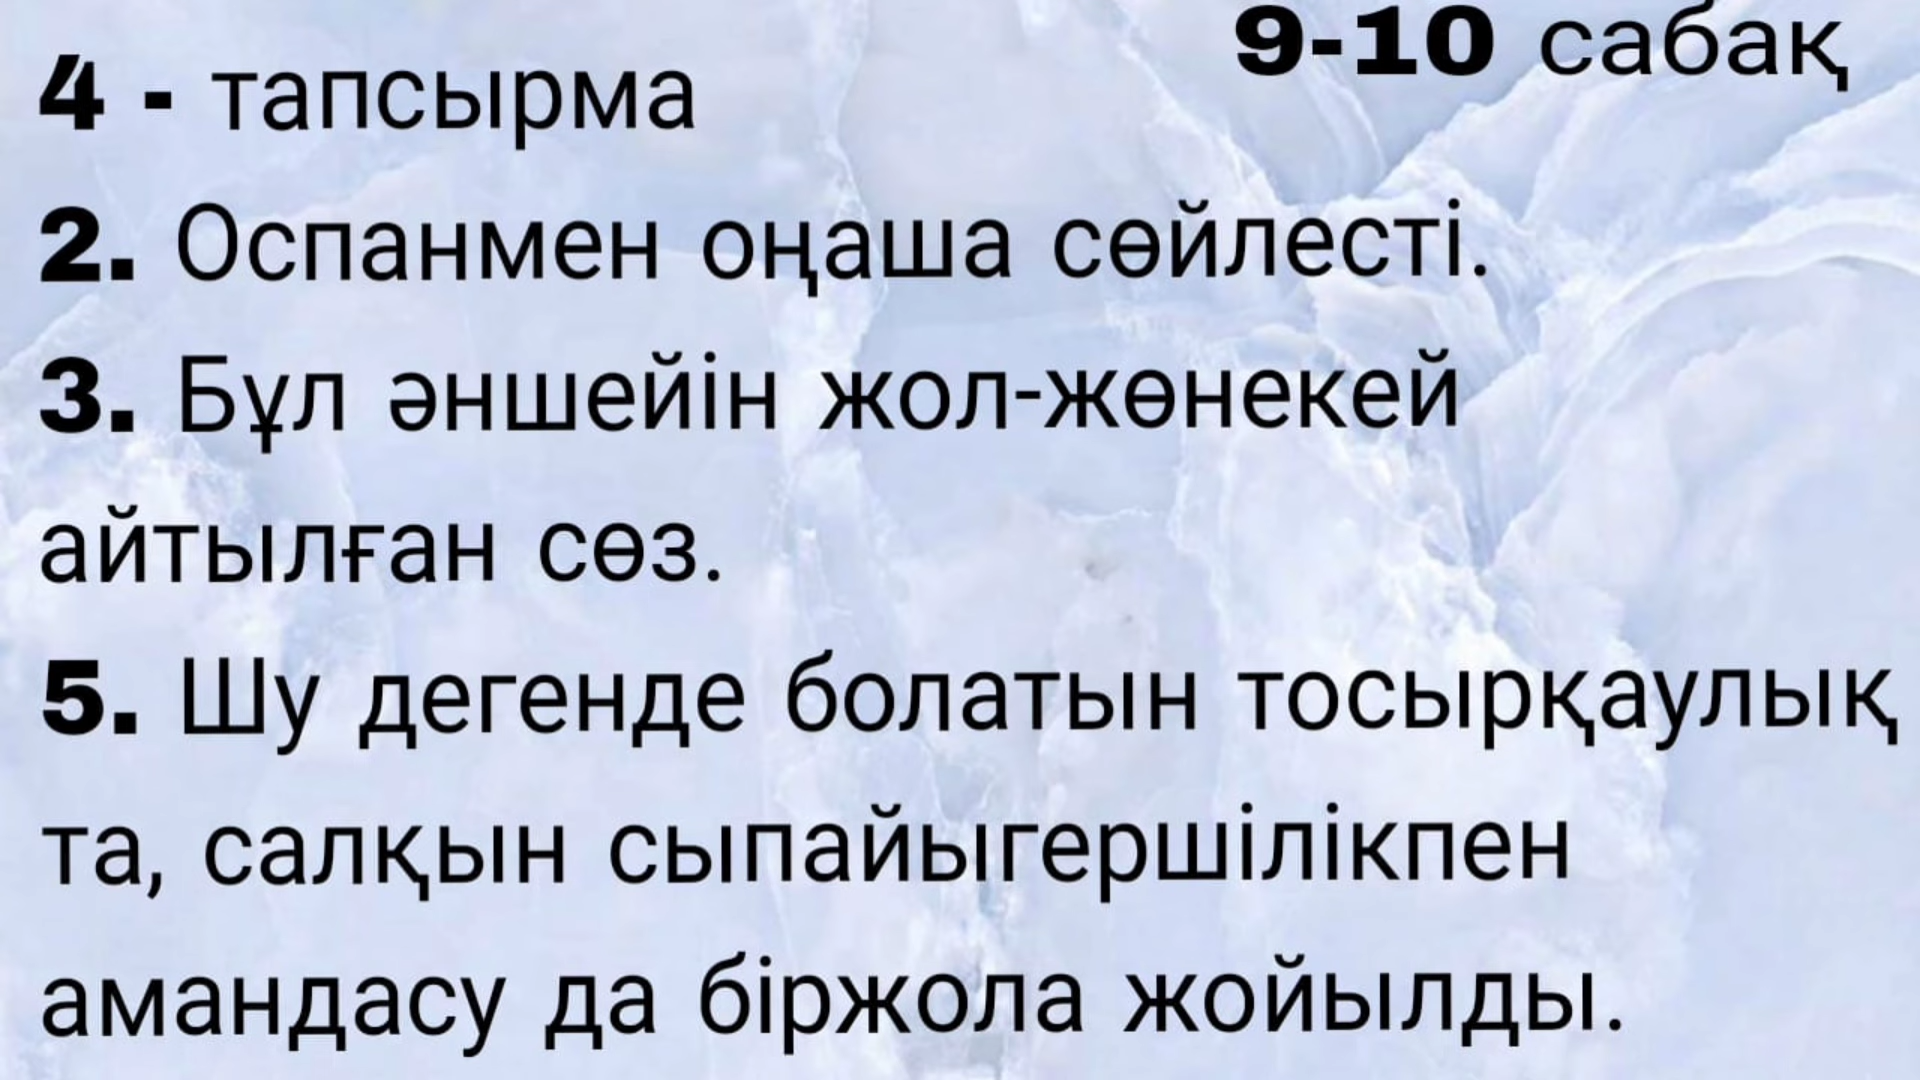 9-10 сабақ
4 - тапсырма
2. Оспанмен оңаша сөйлесті.
3. Бұл әншейін жол-жөнекей
айтылған сөз.
5. Шу дегенде болатын тосырқаулық
та, салқын сыпайыгершілікпен
амандасу да біржола жойылды.